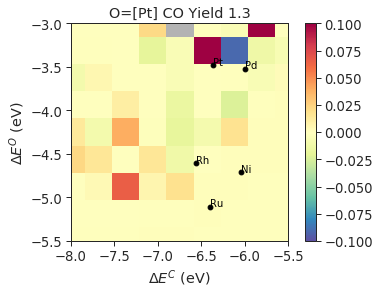 O=[Pt] CO Yield 1.3
−3.0
−3.5
−4.0
−4.5
−5.0
−5.5
ΔE^O (eV)
Pt
Pd
Rh
Ni
Ru
−8.0 −7.5 −7.0 −6.5 −6.0 −5.5
ΔE^C (eV)
0.100
0.075
0.050
0.025
0.000
−0.025
−0.050
−0.075
−0.100